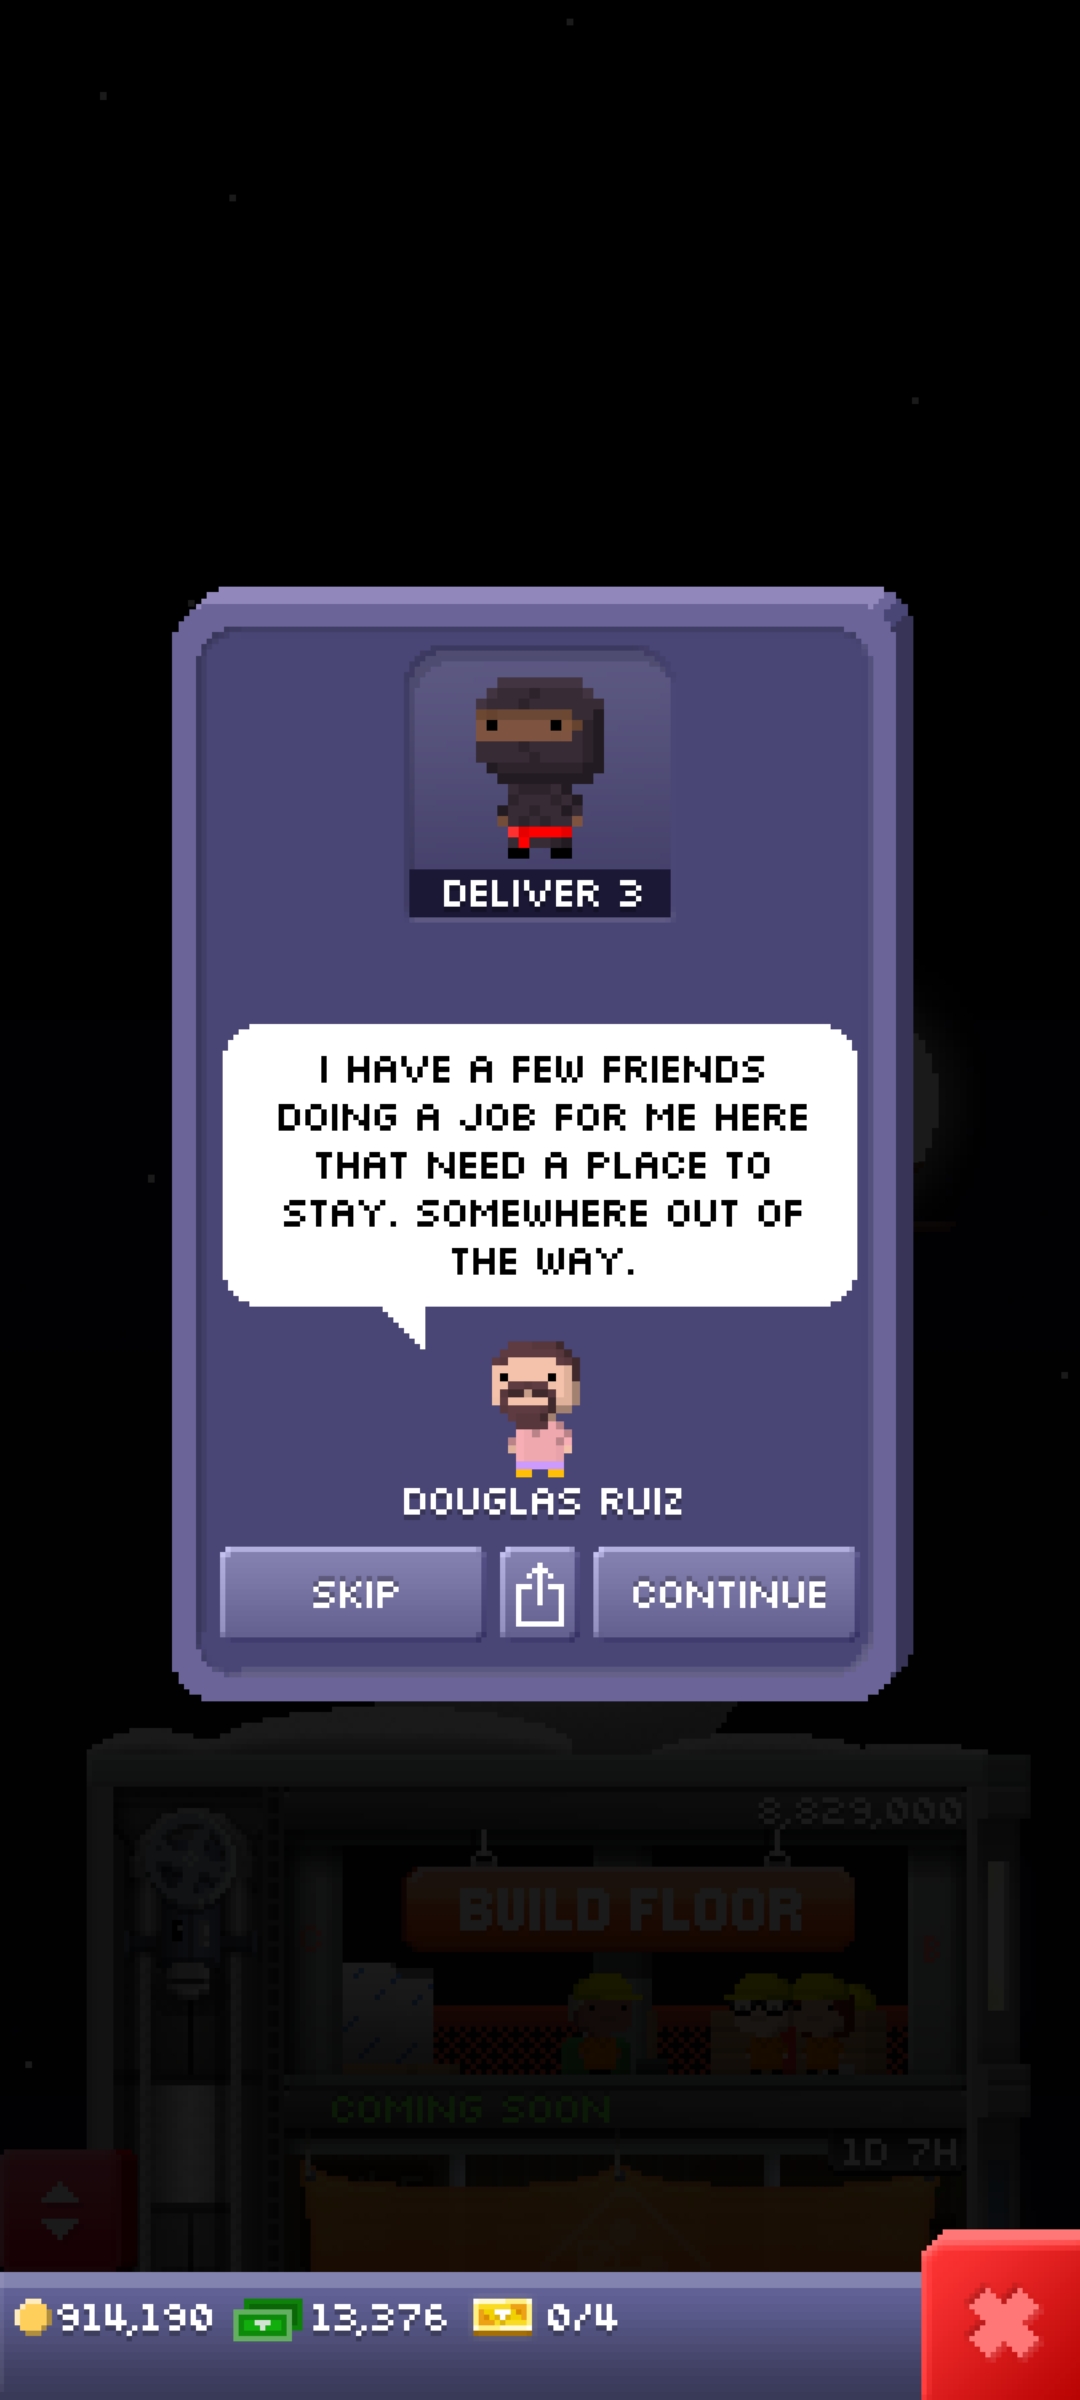 DELIVER 3
I HAVE A FEW FRIENDS
DOING A JOB FOR ME HERE
THAT NEED A PLACE TO
STAY. SOMEWHERE OUT OF
THE WAY.
DOUGLAS RUIZ
SKIP
CONTINUE
8,829,000
BUILD FLOOR
COMING SOON
1D 7H
914,190
13,376
0/4